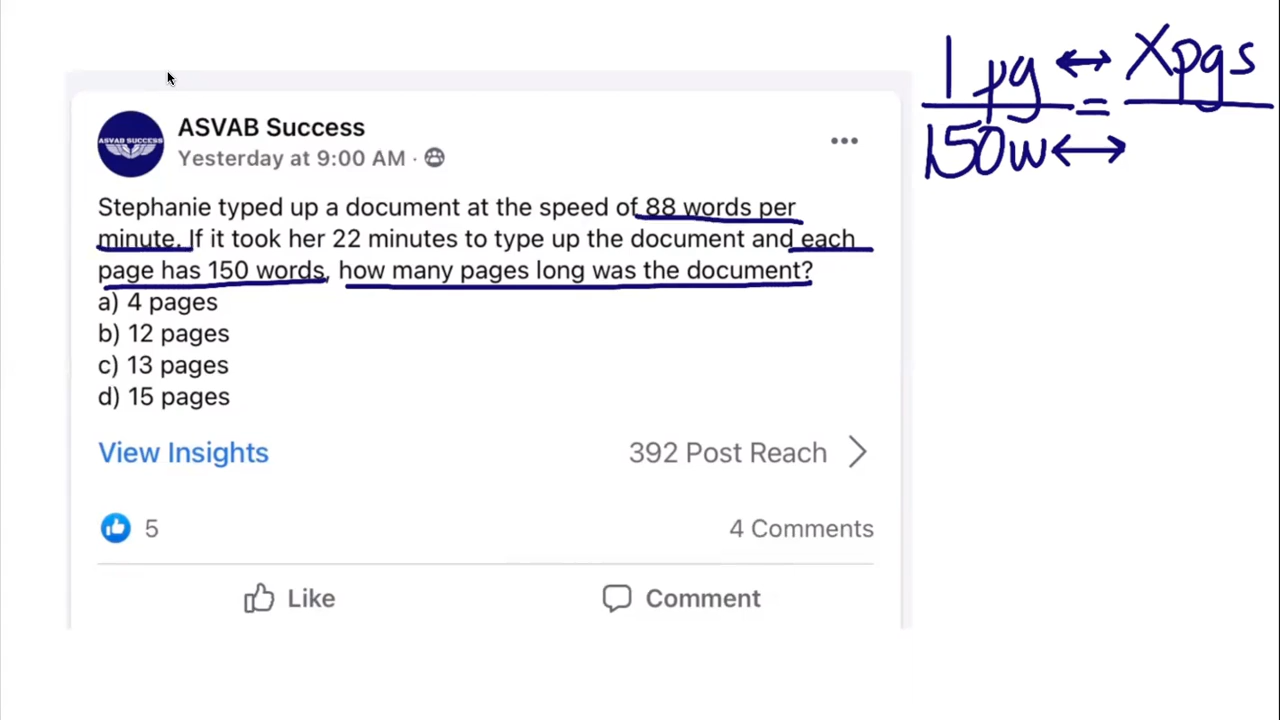 1 pg ↔ X pgs
=
150w ↔
ASVAB SUCCESS
ASVAB Success
Yesterday at 9:00 AM ·
Stephanie typed up a document at the speed of 88 words per
minute. If it took her 22 minutes to type up the document and each
page has 150 words, how many pages long was the document?
a) 4 pages
b) 12 pages
c) 13 pages
d) 15 pages
View Insights
392 Post Reach
5
4 Comments
Like
Comment